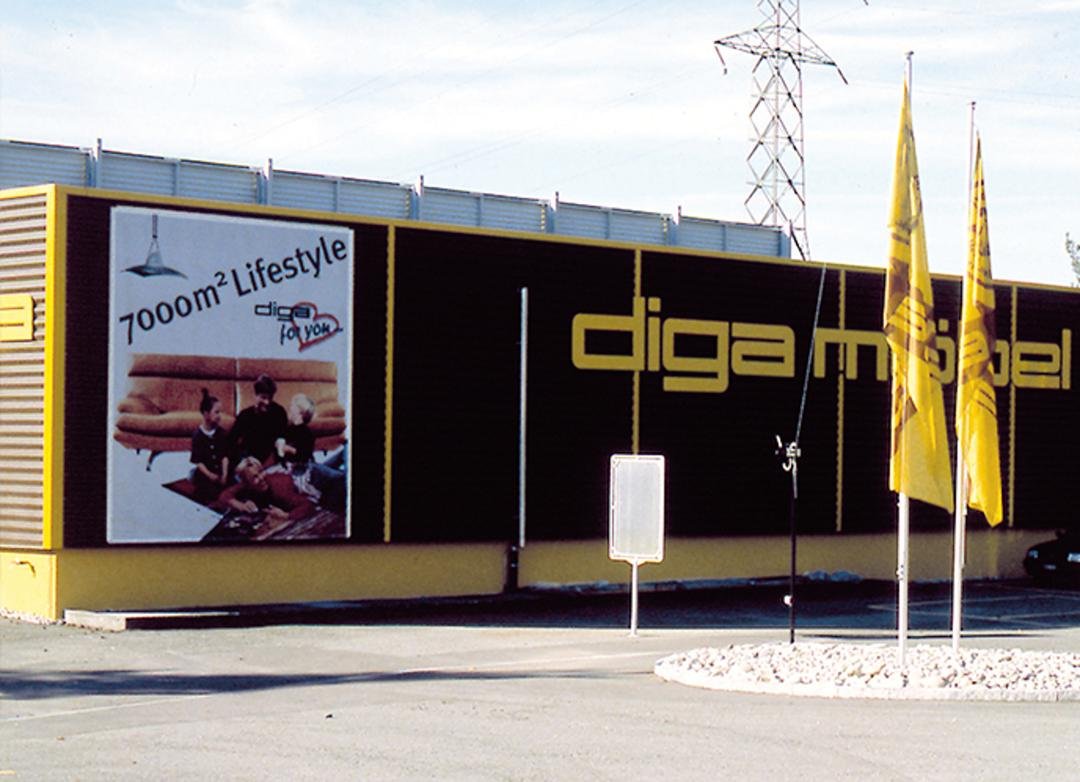 7000m² Lifestyle
diga
for you
diga möbel
a